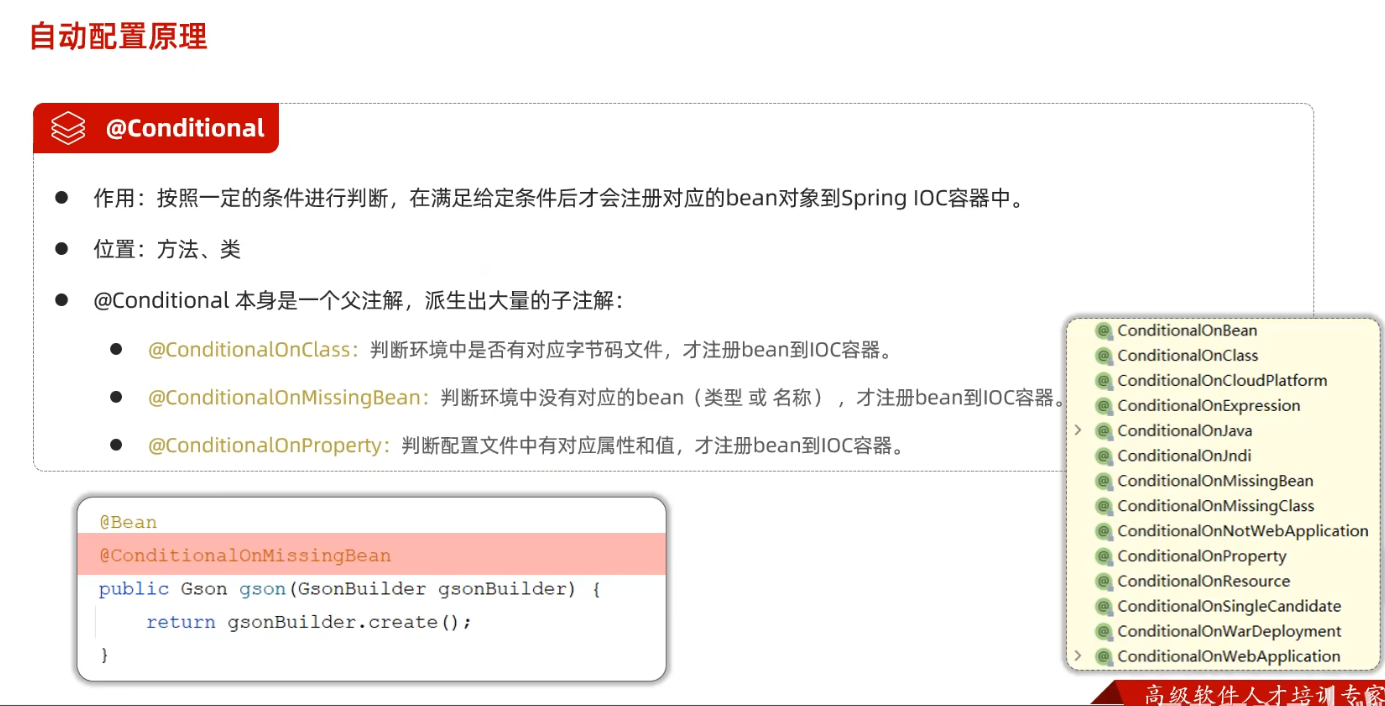 自动配置原理
@Conditional
作用：按照一定的条件进行判断，在满足给定条件后才会注册对应的bean对象到Spring IOC容器中。
位置：方法、类
@Conditional 本身是一个父注解，派生出大量的子注解：
@ConditionalOnClass：判断环境中是否有对应字节码文件，才注册bean到IOC容器。
@ConditionalOnMissingBean：判断环境中没有对应的bean（类型 或 名称），才注册bean到IOC容器。
@ConditionalOnProperty：判断配置文件中有对应属性和值，才注册bean到IOC容器。
@Bean
@ConditionalOnMissingBean
public Gson gson(GsonBuilder gsonBuilder) {
    return gsonBuilder.create();
}
ConditionalOnBean
ConditionalOnClass
ConditionalOnCloudPlatform
ConditionalOnExpression
ConditionalOnJava
ConditionalOnJndi
ConditionalOnMissingBean
ConditionalOnMissingClass
ConditionalOnNotWebApplication
ConditionalOnProperty
ConditionalOnResource
ConditionalOnSingleCandidate
ConditionalOnWarDeployment
ConditionalOnWebApplication
高级软件人才培训专家